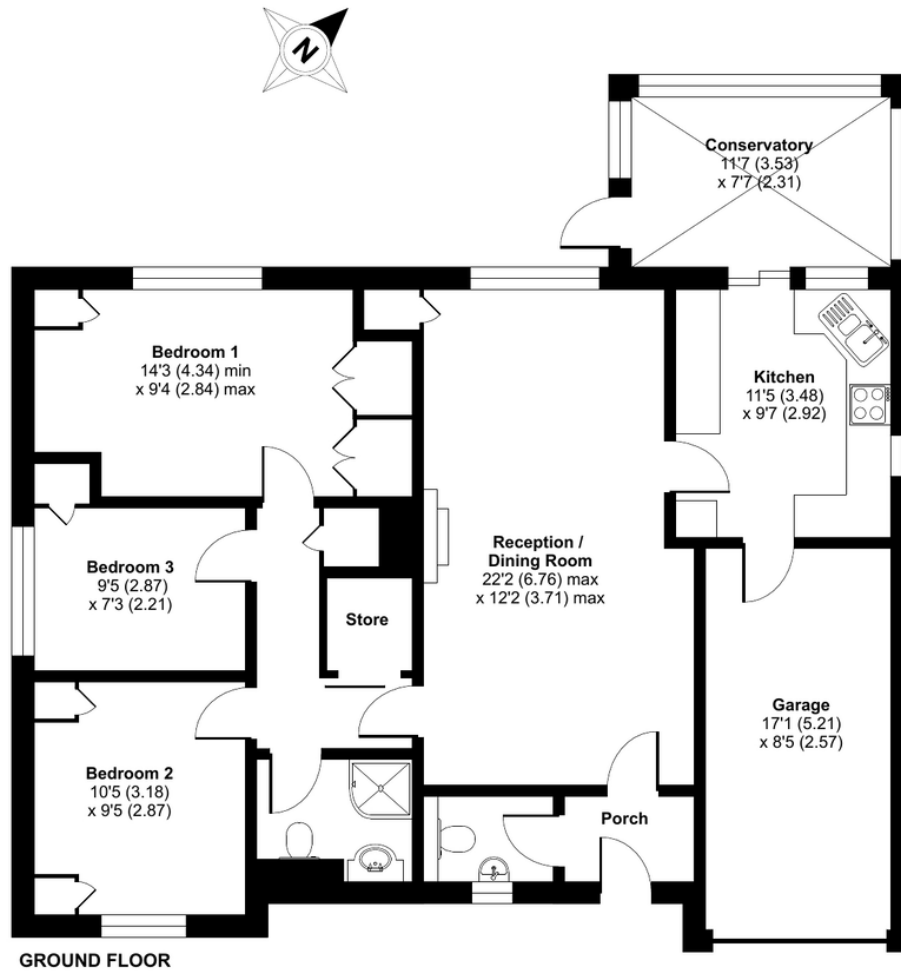 N
Conservatory
11'7 (3.53)
x 7'7 (2.31)
Bedroom 1
14'3 (4.34) min
x 9'4 (2.84) max
Kitchen
11'5 (3.48)
x 9'7 (2.92)
Reception /
Dining Room
22'2 (6.76) max
x 12'2 (3.71) max
Bedroom 3
9'5 (2.87)
x 7'3 (2.21)
Store
Garage
17'1 (5.21)
x 8'5 (2.57)
Bedroom 2
10'5 (3.18)
x 9'5 (2.87)
Porch
GROUND FLOOR